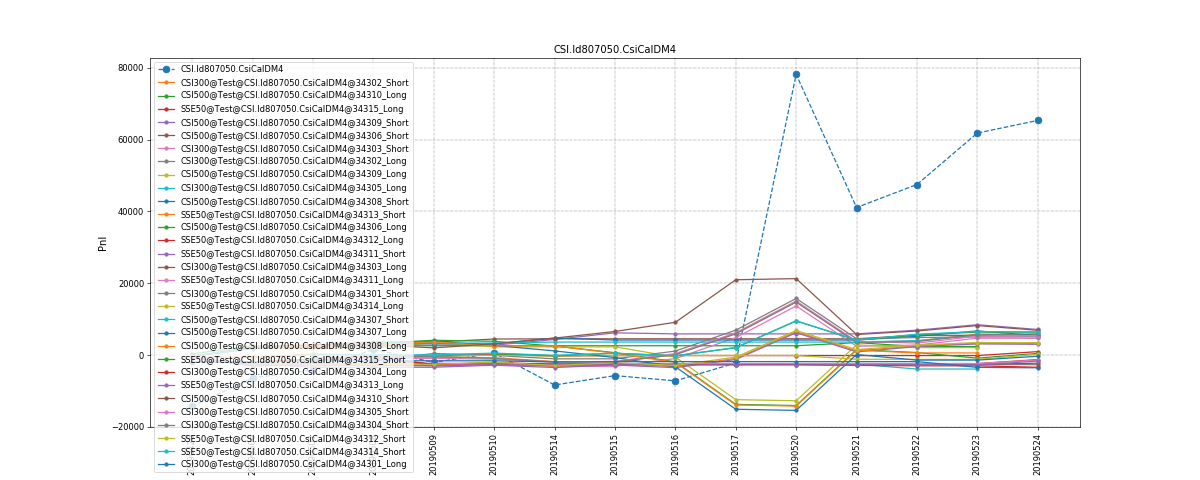 CSI.Id807050.CsiCalDM4
80000
60000
40000
20000
0
−20000
Pnl
CSI.Id807050.CsiCalDM4
CSI300@Test@CSI.Id807050.CsiCalDM4@34302_Short
CSI500@Test@CSI.Id807050.CsiCalDM4@34310_Long
SSE50@Test@CSI.Id807050.CsiCalDM4@34315_Long
CSI500@Test@CSI.Id807050.CsiCalDM4@34309_Short
CSI500@Test@CSI.Id807050.CsiCalDM4@34306_Short
CSI300@Test@CSI.Id807050.CsiCalDM4@34303_Short
CSI300@Test@CSI.Id807050.CsiCalDM4@34302_Long
CSI500@Test@CSI.Id807050.CsiCalDM4@34309_Long
CSI300@Test@CSI.Id807050.CsiCalDM4@34305_Long
CSI500@Test@CSI.Id807050.CsiCalDM4@34308_Short
SSE50@Test@CSI.Id807050.CsiCalDM4@34313_Short
CSI500@Test@CSI.Id807050.CsiCalDM4@34306_Long
SSE50@Test@CSI.Id807050.CsiCalDM4@34312_Long
SSE50@Test@CSI.Id807050.CsiCalDM4@34311_Short
CSI300@Test@CSI.Id807050.CsiCalDM4@34303_Long
SSE50@Test@CSI.Id807050.CsiCalDM4@34311_Long
CSI300@Test@CSI.Id807050.CsiCalDM4@34301_Short
SSE50@Test@CSI.Id807050.CsiCalDM4@34314_Long
CSI500@Test@CSI.Id807050.CsiCalDM4@34307_Short
CSI500@Test@CSI.Id807050.CsiCalDM4@34307_Long
CSI500@Test@CSI.Id807050.CsiCalDM4@34308_Long
SSE50@Test@CSI.Id807050.CsiCalDM4@34315_Short
CSI300@Test@CSI.Id807050.CsiCalDM4@34304_Long
SSE50@Test@CSI.Id807050.CsiCalDM4@34313_Long
CSI500@Test@CSI.Id807050.CsiCalDM4@34310_Short
CSI300@Test@CSI.Id807050.CsiCalDM4@34305_Short
CSI300@Test@CSI.Id807050.CsiCalDM4@34304_Short
SSE50@Test@CSI.Id807050.CsiCalDM4@34312_Short
SSE50@Test@CSI.Id807050.CsiCalDM4@34314_Short
CSI300@Test@CSI.Id807050.CsiCalDM4@34301_Long
20190509
20190510
20190514
20190515
20190516
20190517
20190520
20190521
20190522
20190523
20190524